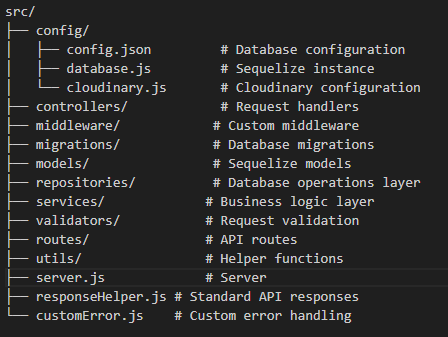 src/
├── config/
│   ├── config.json         # Database configuration
│   ├── database.js         # Sequelize instance
│   └── cloudinary.js       # Cloudinary configuration
├── controllers/            # Request handlers
├── middleware/            # Custom middleware
├── migrations/            # Database migrations
├── models/                # Sequelize models
├── repositories/          # Database operations layer
├── services/             # Business logic layer
├── validators/           # Request validation
├── routes/               # API routes
├── utils/                # Helper functions
├── server.js             # Server
├── responseHelper.js # Standard API responses
└── customError.js    # Custom error handling